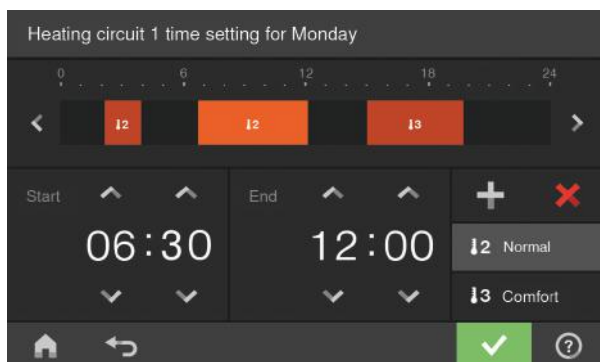 Heating circuit 1 time setting for Monday
0 6 12 18 24
2 2 3
Start 06:30 End 12:00
2 Normal
3 Comfort
?